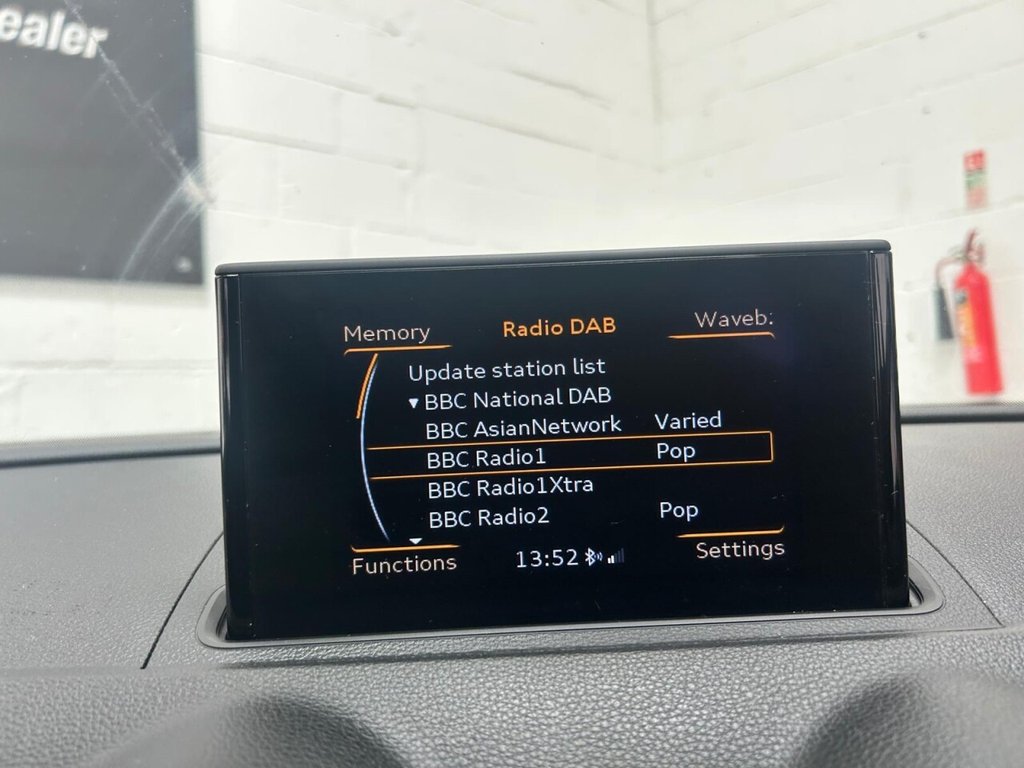 ealer
Memory Radio DAB Waveb.
Update station list
BBC National DAB
BBC AsianNetwork Varied
BBC Radio1 Pop
BBC Radio1Xtra
BBC Radio2 Pop
Functions 13:52 Settings